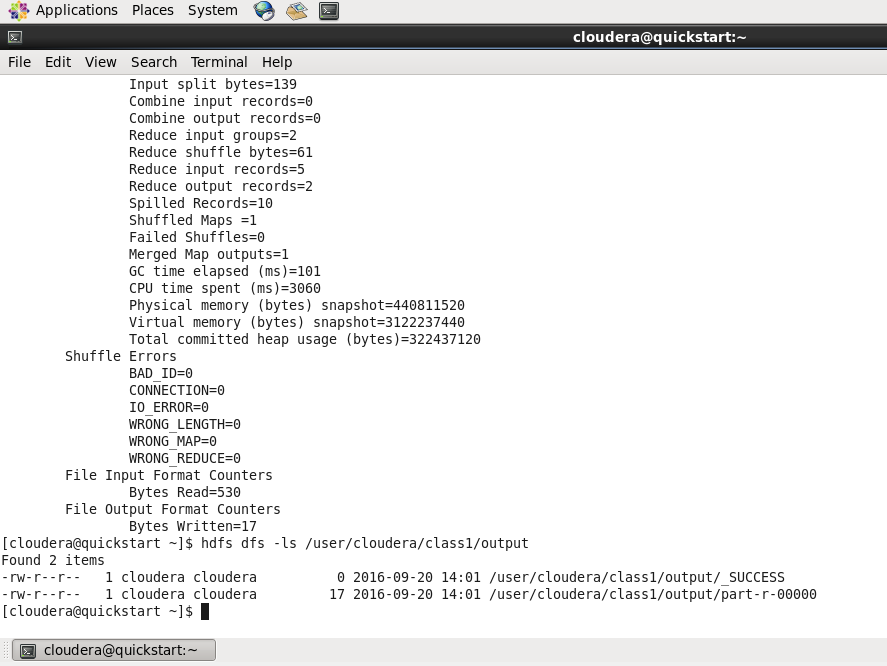 Applications Places System
cloudera@quickstart:~
File Edit View Search Terminal Help
Input split bytes=139
Combine input records=0
Combine output records=0
Reduce input groups=2
Reduce shuffle bytes=61
Reduce input records=5
Reduce output records=2
Spilled Records=10
Shuffled Maps =1
Failed Shuffles=0
Merged Map outputs=1
GC time elapsed (ms)=101
CPU time spent (ms)=3060
Physical memory (bytes) snapshot=440811520
Virtual memory (bytes) snapshot=3122237440
Total committed heap usage (bytes)=322437120
Shuffle Errors
BAD_ID=0
CONNECTION=0
IO_ERROR=0
WRONG_LENGTH=0
WRONG_MAP=0
WRONG_REDUCE=0
File Input Format Counters
Bytes Read=530
File Output Format Counters
Bytes Written=17
[cloudera@quickstart ~]$ hdfs dfs -ls /user/cloudera/class1/output
Found 2 items
-rw-r--r--   1 cloudera cloudera          0 2016-09-20 14:01 /user/cloudera/class1/output/_SUCCESS
-rw-r--r--   1 cloudera cloudera         17 2016-09-20 14:01 /user/cloudera/class1/output/part-r-00000
[cloudera@quickstart ~]$
cloudera@quickstart:~